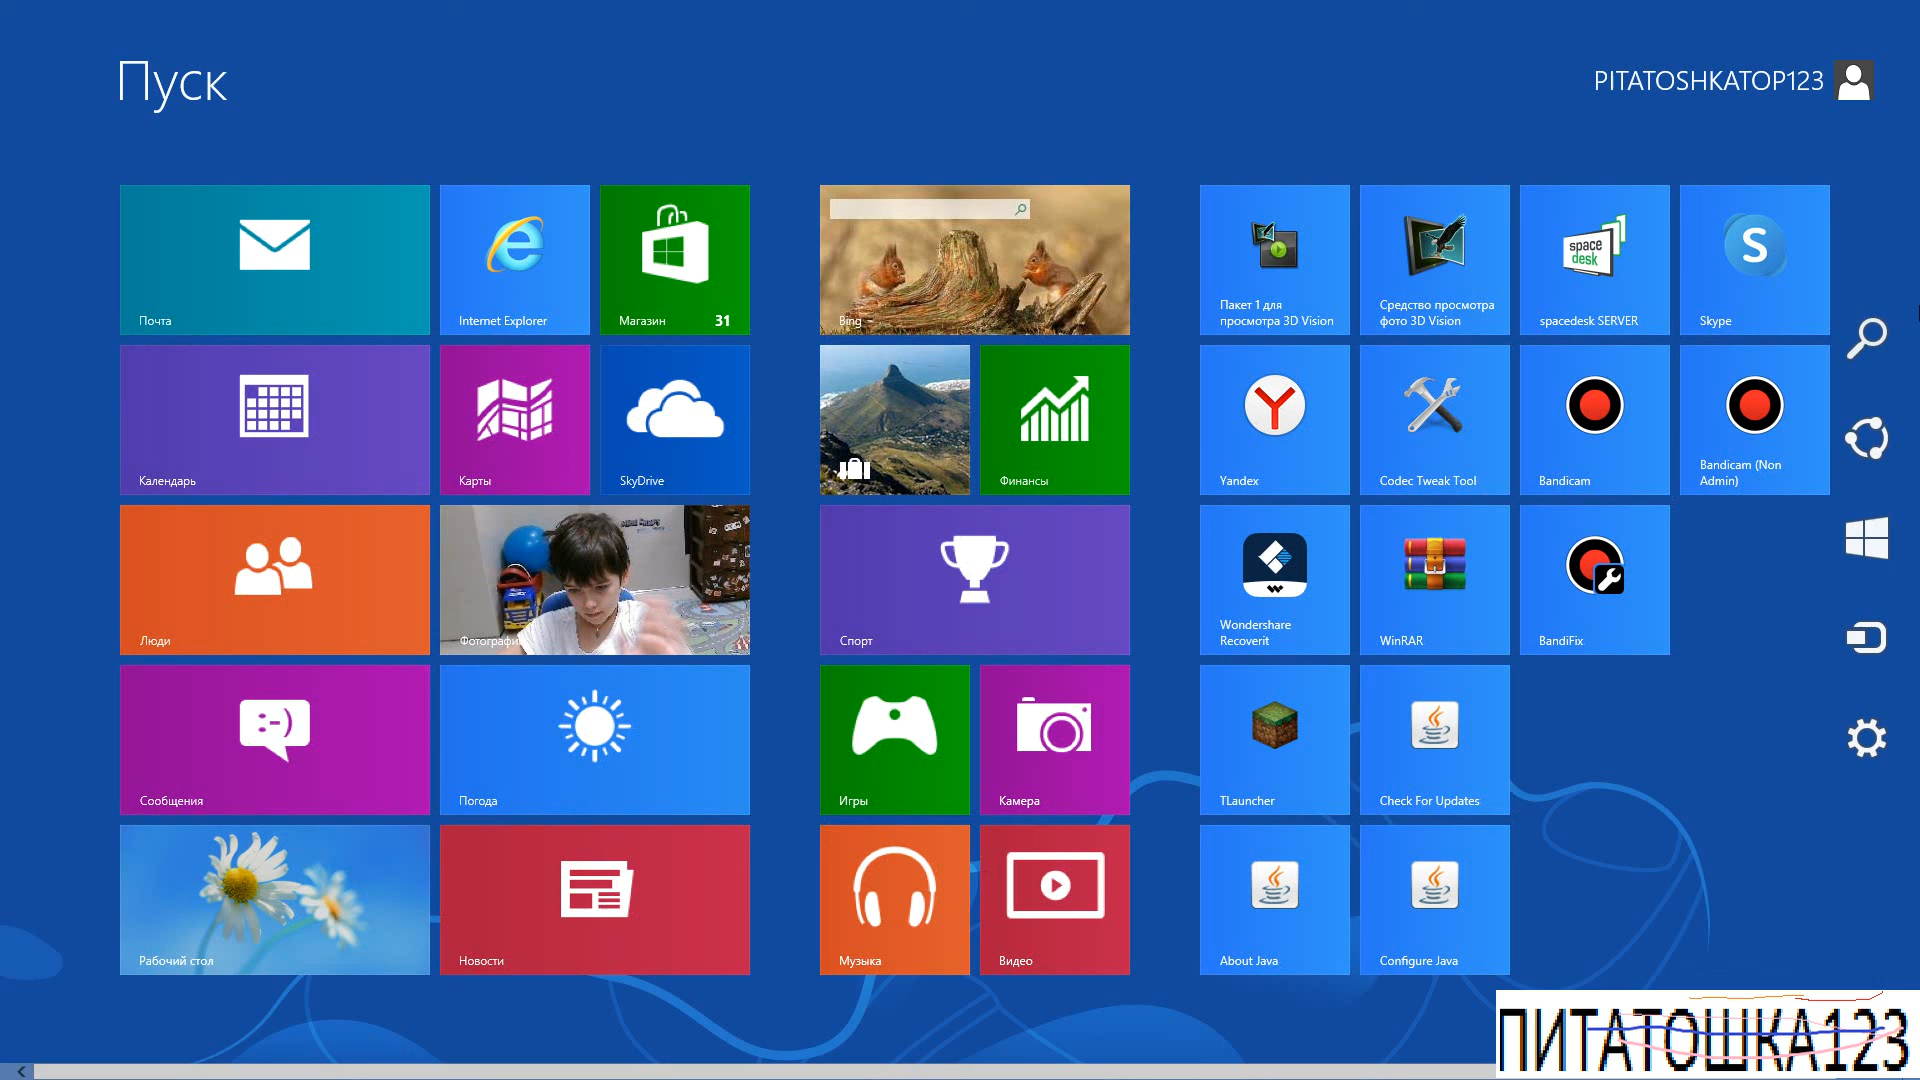 Пуск
PITATOSHKATOP123
Почта
Internet Explorer
Магазин 31
Bing
Пакет 1 для
просмотра 3D Vision
Средство просмотра
фото 3D Vision
space
desk
spacedesk SERVER
S
Skype
Календарь
Карты
SkyDrive
Финансы
Y
Yandex
Codec Tweak Tool
Bandicam
Bandicam (Non
Admin)
Люди
Фотографии
Спорт
Wondershare
Recoverit
WinRAR
BandiFix
:-)
Сообщения
Погода
Игры
Камера
TLauncher
Check For Updates
Рабочий стол
Новости
Музыка
Видео
About Java
Configure Java
ПИТАТОШКА123